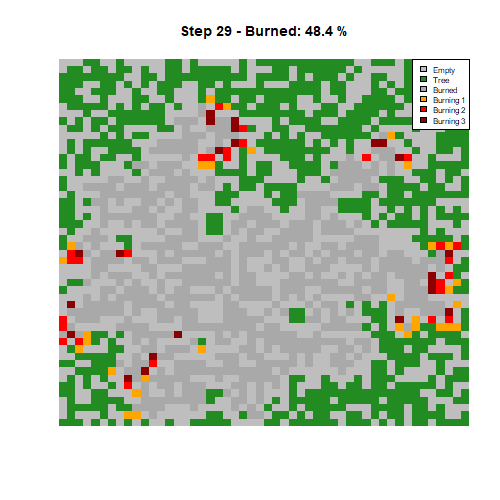 Step 29 - Burned: 48.4 %
Empty
Tree
Burned
Burning 1
Burning 2
Burning 3